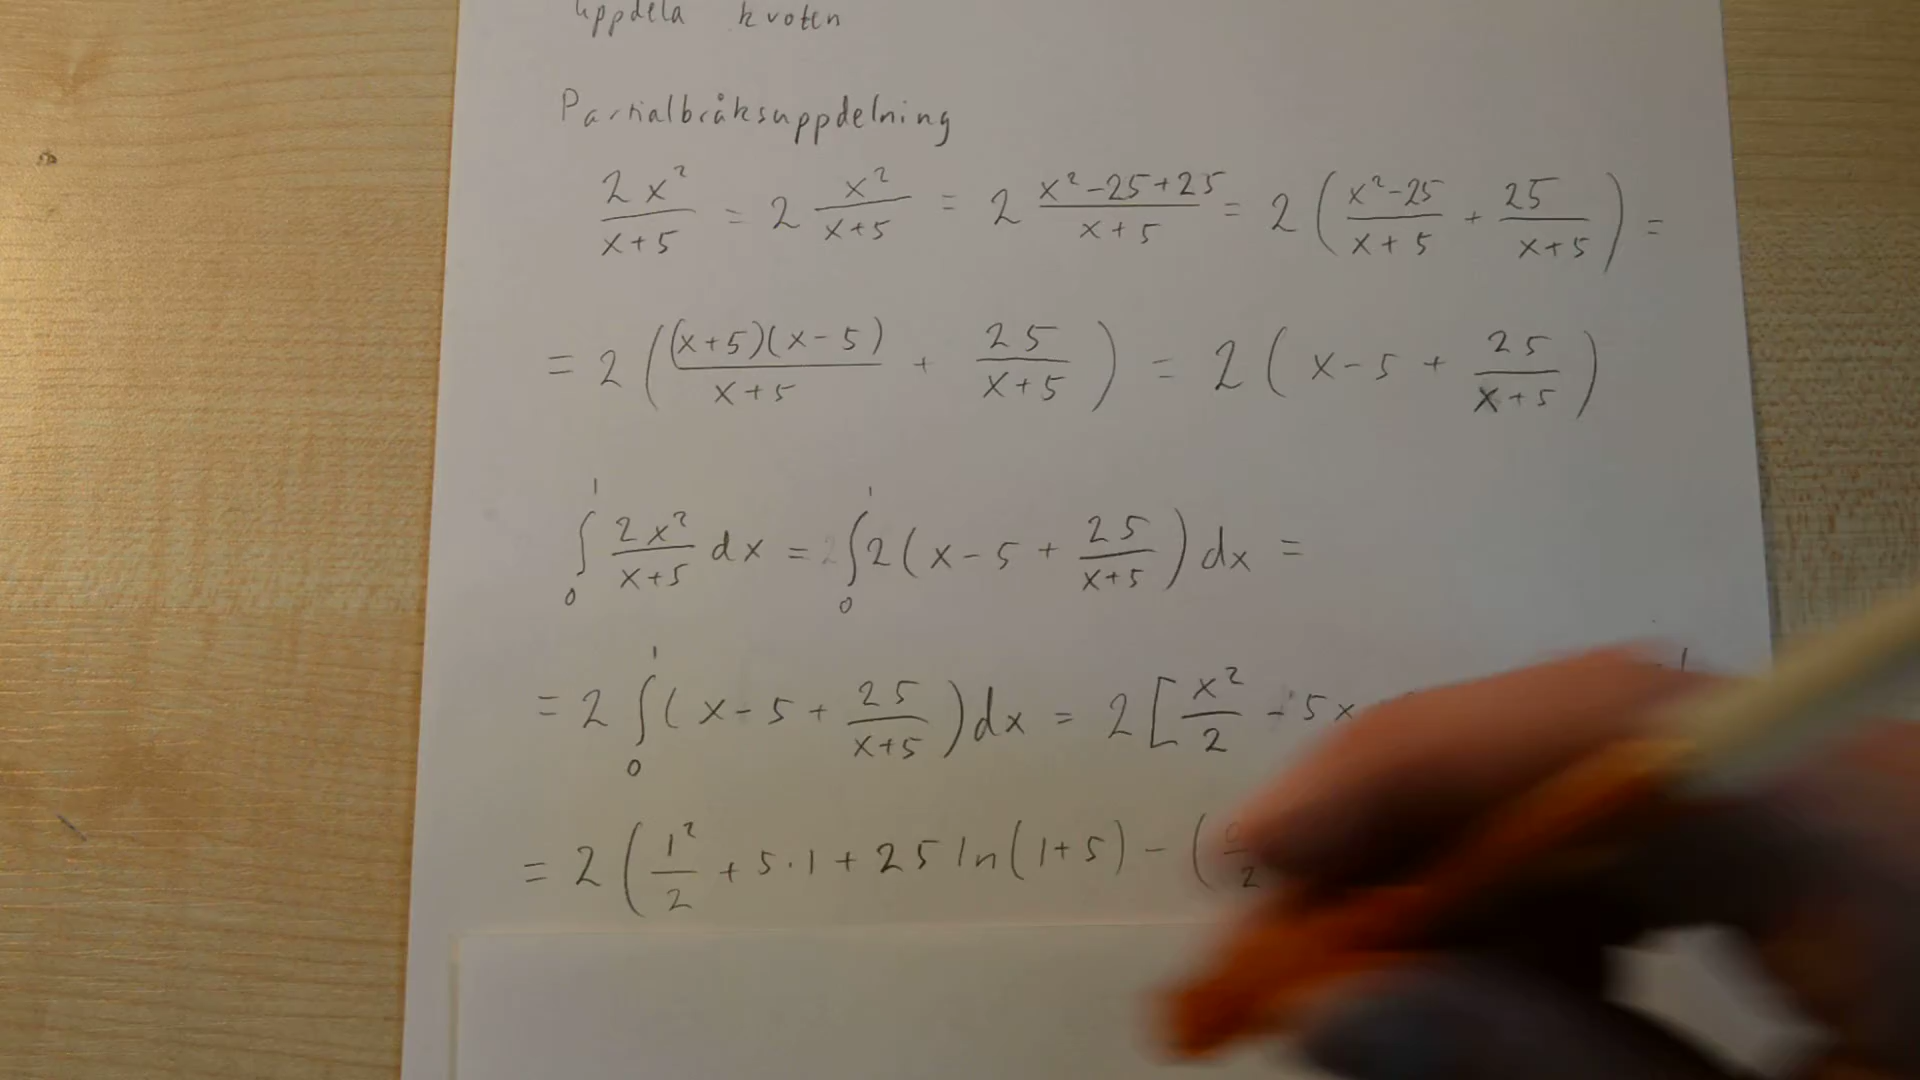 uppdela kvoten
Partialbråksuppdelning
2x²/(x+5) = 2 x²/(x+5) = 2 (x²-25+25)/(x+5) = 2 ( (x²-25)/(x+5) + 25/(x+5) ) =
= 2 ( (x+5)(x-5)/(x+5) + 25/(x+5) ) = 2 ( x-5 + 25/(x+5) )
∫₀¹ 2x²/(x+5) dx = ∫₀¹ 2 ( x-5 + 25/(x+5) ) dx =
= 2 ∫₀¹ ( x-5 + 25/(x+5) ) dx = 2 [ x²/2 - 5x
= 2 ( 1²/2 + 5·1 + 25 ln(1+5) - (